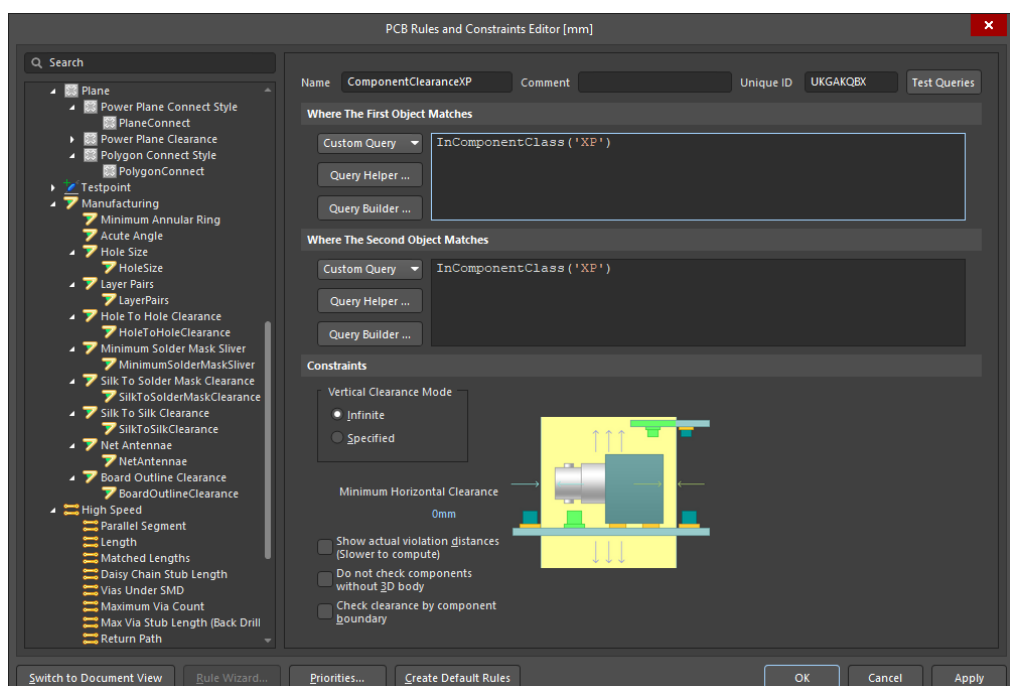 PCB Rules and Constraints Editor [mm]
Search
Plane
Power Plane Connect Style
PlaneConnect
Power Plane Clearance
Polygon Connect Style
PolygonConnect
Testpoint
Manufacturing
Minimum Annular Ring
Acute Angle
Hole Size
HoleSize
Layer Pairs
LayerPairs
Hole To Hole Clearance
HoleToHoleClearance
Minimum Solder Mask Sliver
MinimumSolderMaskSliver
Silk To Solder Mask Clearance
SilkToSolderMaskClearance
Silk To Silk Clearance
SilkToSilkClearance
Net Antennae
NetAntennae
Board Outline Clearance
BoardOutlineClearance
High Speed
Parallel Segment
Length
Matched Lengths
Daisy Chain Stub Length
Vias Under SMD
Maximum Via Count
Max Via Stub Length (Back Drill
Return Path
Name ComponentClearanceXP Comment Unique ID UKGAKQBX Test Queries
Where The First Object Matches
Custom Query InComponentClass('XP')
Query Helper ...
Query Builder ...
Where The Second Object Matches
Custom Query InComponentClass('XP')
Query Helper ...
Query Builder ...
Constraints
Vertical Clearance Mode
Infinite
Specified
Minimum Horizontal Clearance
0mm
Show actual violation distances
(Slower to compute)
Do not check components
without 3D body
Check clearance by component
boundary
Switch to Document View Rule Wizard... Priorities... Create Default Rules OK Cancel Apply